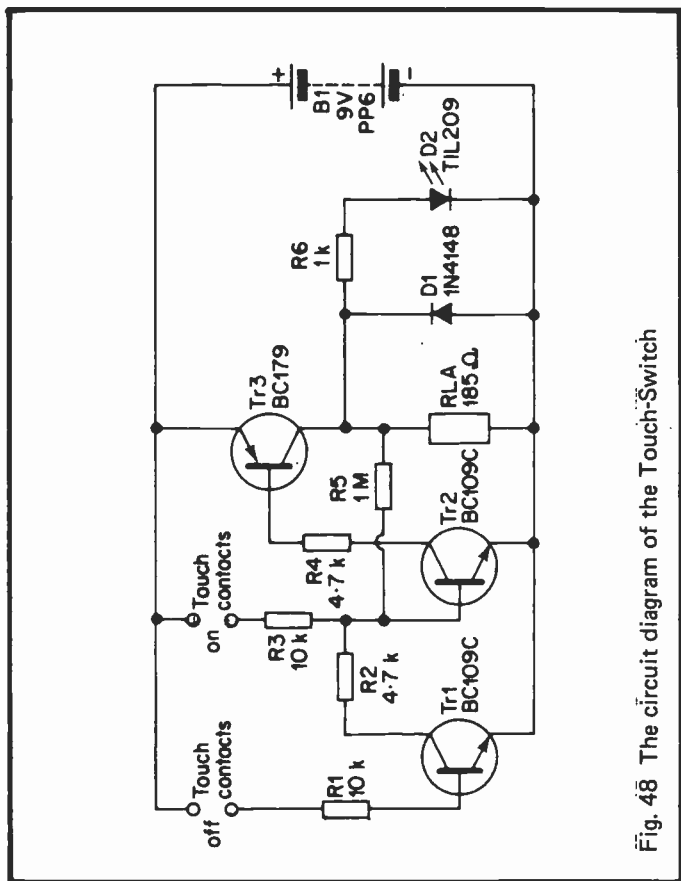 Touch
off contacts
R1
10 k
Tr1
BC109C
R2
4·7 k
Touch
on contacts
R3
10 k
R4
4·7 k
Tr2
BC109C
R5
1 M
Tr3
BC179
RLA
185 Ω
R6
1 k
D1
1N4148
D2
TIL209
+
B1
9V
PP6
-
Fig. 48 The circuit diagram of the Touch-Switch